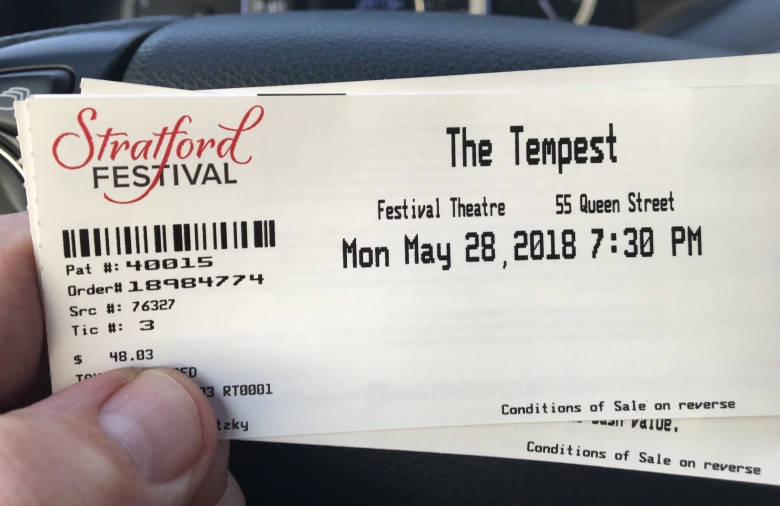 Stratford
FESTIVAL
The Tempest
Festival Theatre 55 Queen Street
Mon May 28, 2018 7:30 PM
Pat #: 40015
Order# 18984774
Src #: 76327
Tic #: 3
$ 48.03
RT0001
Conditions of Sale on reverse
Value.
Conditions of Sale on reverse